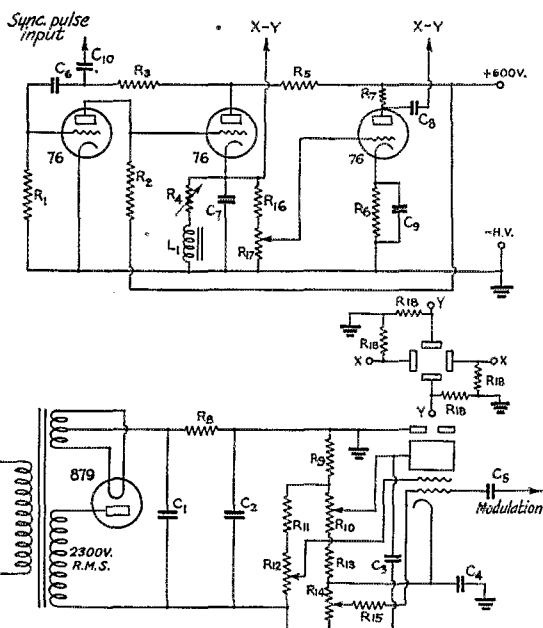 Sync. pulse
input
X-Y
X-Y
C10
C6
R3
R5
+600V.
R7
C8
76
76
76
R1
R2
R4
C7
R16
R6
C9
L1
R17
-H.V.
R18
Y
R18
X
X
R18
Y
R18
R8
879
R9
C1
C2
R11
R10
C5
Modulation
2300V.
R.M.S.
R12
R13
C3
C4
R14
R15